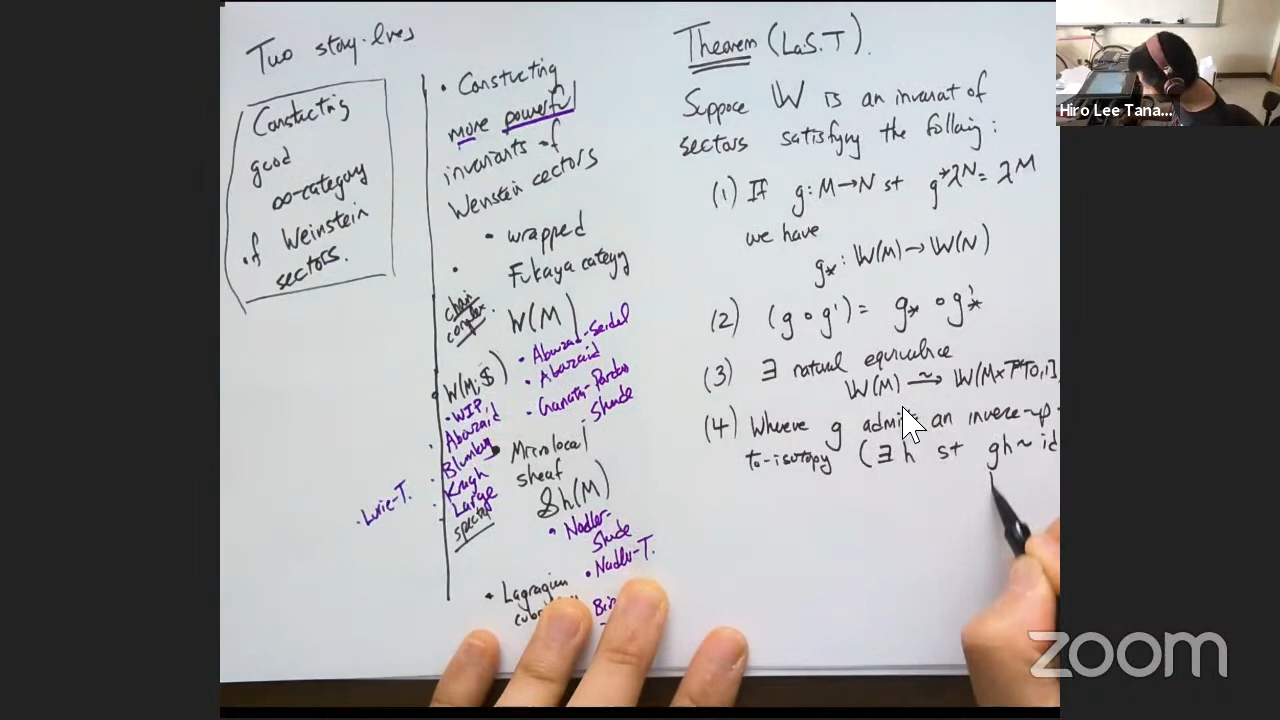 Two story lines
Constructing
good
∞-category
of Weinstein
sectors.
• Constructing
more powerful
invariants of
Weinstein sectors
• wrapped
Fukaya category
W(M)
chain
complex
• Abouzaid-Seidel
• Abouzaid
• Ganatra-Pardon
- Shende
W(M; $)
• WIP,
Abouzaid
Blumberg
Kragh
Large
spectra
• Lurie-T.
• Microlocal
sheaf
Sh(M)
• Nadler-
Shende
• Nadler-T.
• Lagrangian
Theorem (LaS.T).
Suppose W is an invariant of
sectors satisfying the following:
(1) If g: M→N st g*λᴺ = λᴹ
we have
g* : W(M) → W(N)
(2) (g ∘ g') = g* ∘ g'*
(3) ∃ natural equivalence
W(M) ~→ W(M × T*[0,1]
(4) Whenever g admits an inverse-up-
to-isotopy (∃ h st gh ~ id
Hiro Lee Tana...
zoom